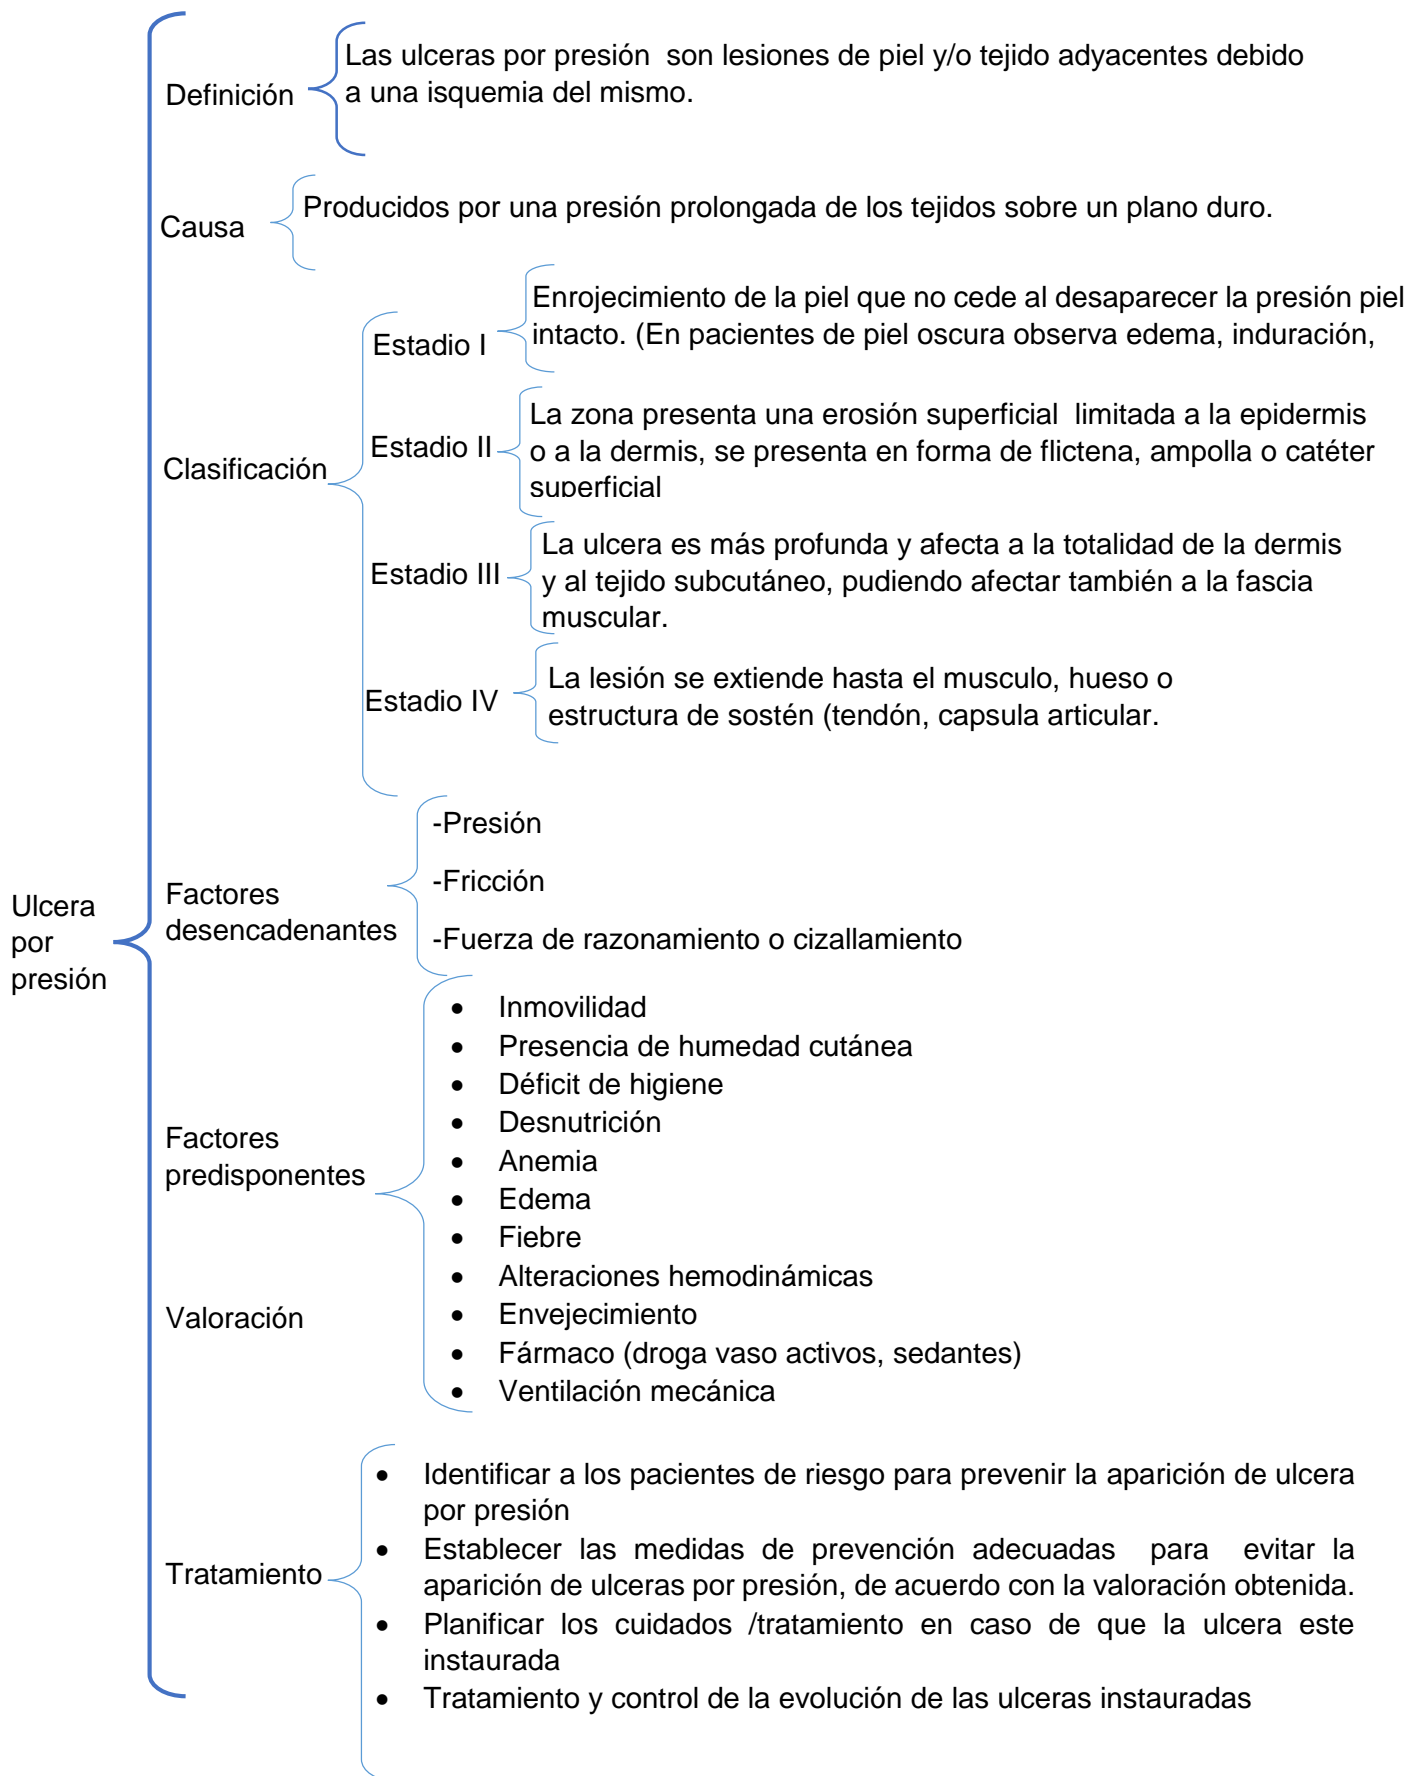 Las ulceras por presión  son lesiones de piel y/o tejido adyacentes debido
a una isquemia del mismo.
Definición
Producidos por una presión prolongada de los tejidos sobre un plano duro.
Causa
Enrojecimiento de la piel que no cede al desaparecer la presión piel
intacto. (En pacientes de piel oscura observa edema, induración,
Estadio I
La zona presenta una erosión superficial  limitada a la epidermis
o a la dermis, se presenta en forma de flictena, ampolla o catéter
superficial
Estadio II
Clasificación
La ulcera es más profunda y afecta a la totalidad de la dermis
y al tejido subcutáneo, pudiendo afectar también a la fascia
muscular.
Estadio III
La lesión se extiende hasta el musculo, hueso o
estructura de sostén (tendón, capsula articular.
Estadio IV
-Presión
-Fricción
-Fuerza de razonamiento o cizallamiento
Factores
desencadenantes
Ulcera
por
presión
• Inmovilidad
• Presencia de humedad cutánea
• Déficit de higiene
• Desnutrición
• Anemia
• Edema
• Fiebre
• Alteraciones hemodinámicas
• Envejecimiento
• Fármaco (droga vaso activos, sedantes)
• Ventilación mecánica
Factores
predisponentes
Valoración
• Identificar a los pacientes de riesgo para prevenir la aparición de ulcera
por presión
• Establecer las medidas de prevención adecuadas  para  evitar la
aparición de ulceras por presión, de acuerdo con la valoración obtenida.
• Planificar los cuidados /tratamiento en caso de que la ulcera este
instaurada
• Tratamiento y control de la evolución de las ulceras instauradas
Tratamiento